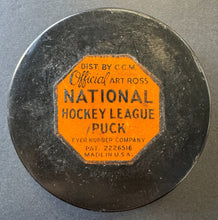 DIST. BY C.C.M.
Official ART ROSS
NATIONAL
HOCKEY LEAGUE
PUCK
TYER RUBBER COMPANY
PAT. 2226516
MADE IN U.S.A.